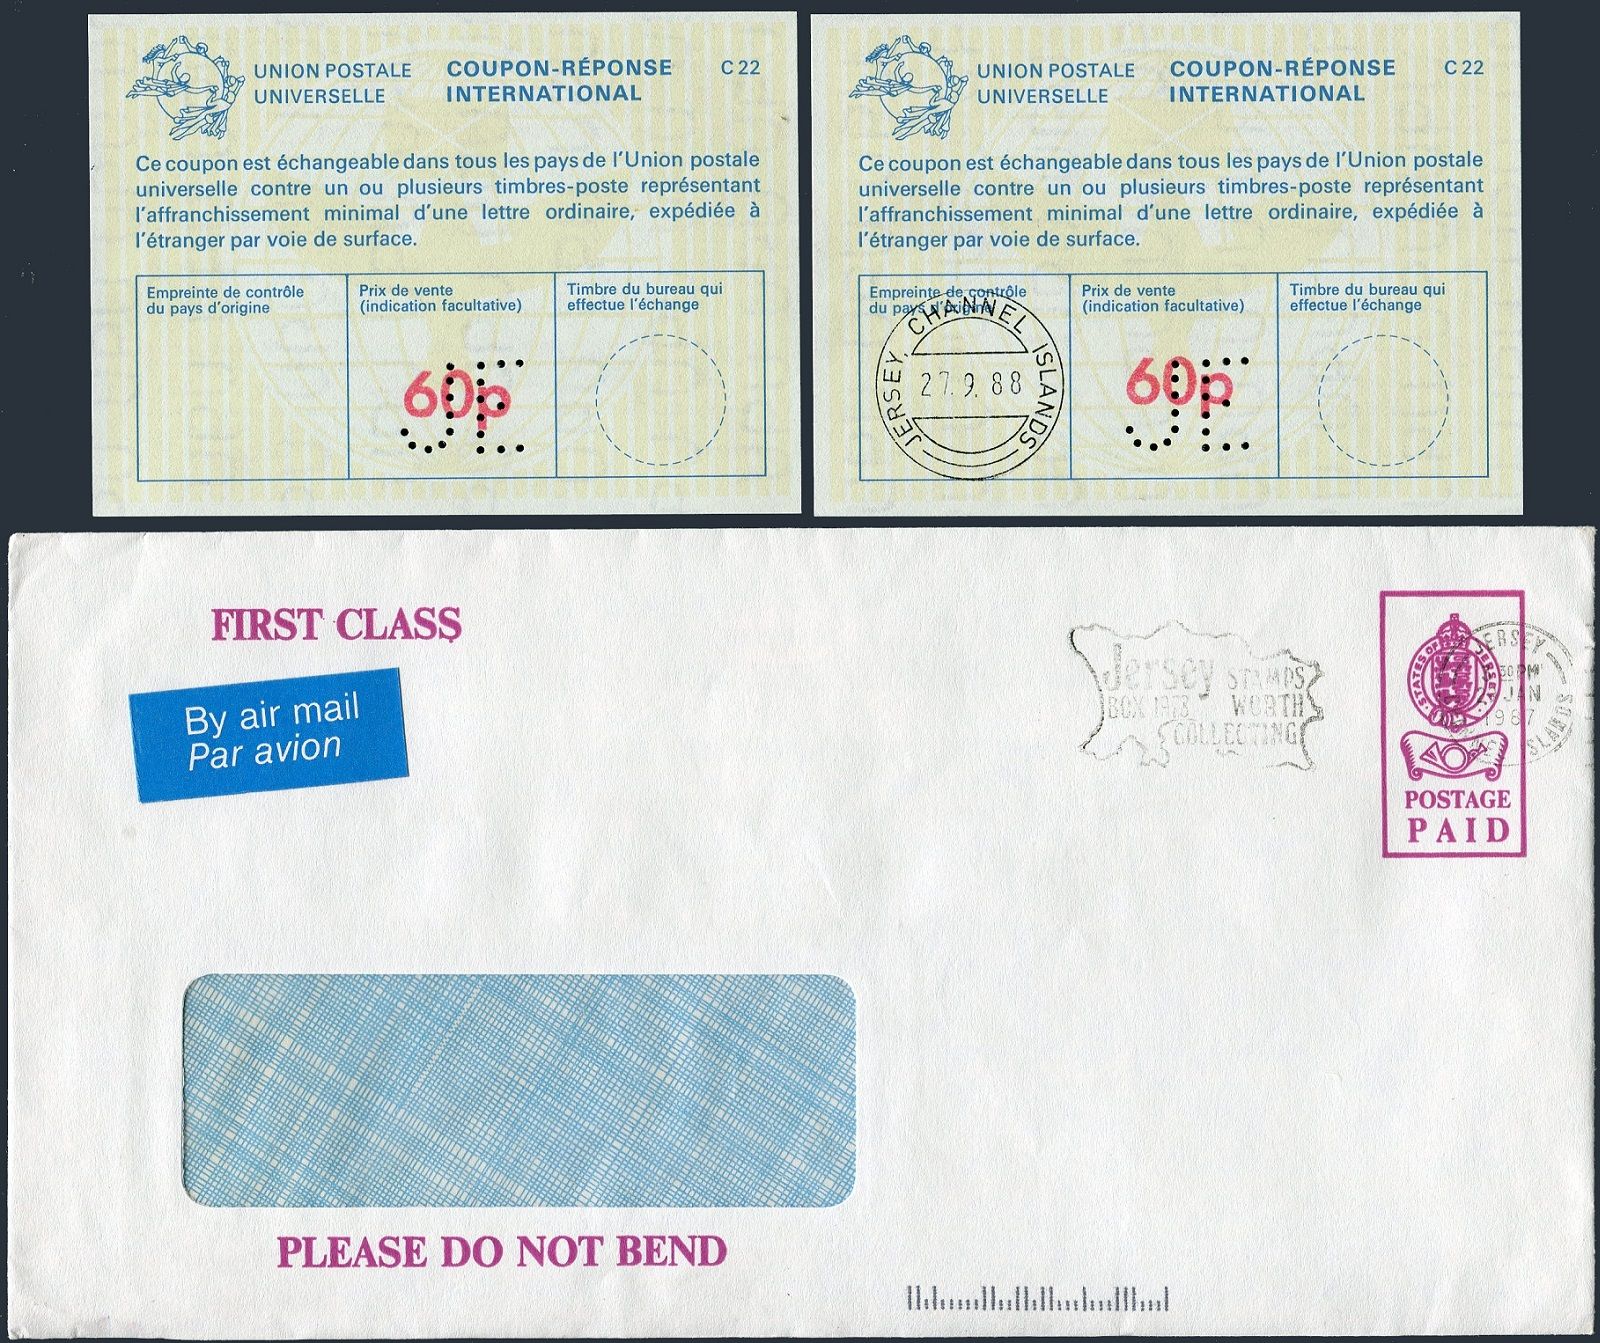 UNION POSTALE
UNIVERSELLE
COUPON-RÉPONSE
INTERNATIONAL
C 22
Ce coupon est échangeable dans tous les pays de l'Union postale
universelle contre un ou plusieurs timbres-poste représentant
l'affranchissement minimal d'une lettre ordinaire, expédiée à
l'étranger par voie de surface.
Empreinte de contrôle
du pays d'origine
Prix de vente
(indication facultative)
Timbre du bureau qui
effectue l'échange
60p
JE
UNION POSTALE
UNIVERSELLE
COUPON-RÉPONSE
INTERNATIONAL
C 22
Ce coupon est échangeable dans tous les pays de l'Union postale
universelle contre un ou plusieurs timbres-poste représentant
l'affranchissement minimal d'une lettre ordinaire, expédiée à
l'étranger par voie de surface.
Empreinte de contrôle
du pays d'origine
Prix de vente
(indication facultative)
Timbre du bureau qui
effectue l'échange
JERSEY, CHANNEL ISLANDS
27.9.88
60p
JE
FIRST CLASS
By air mail
Par avion
Jersey STAMPS
BOX 1973 WORTH
COLLECTING
STATES OF JERSEY
JERSEY
JAN
1987
ISLANDS
POSTAGE
PAID
PLEASE DO NOT BEND